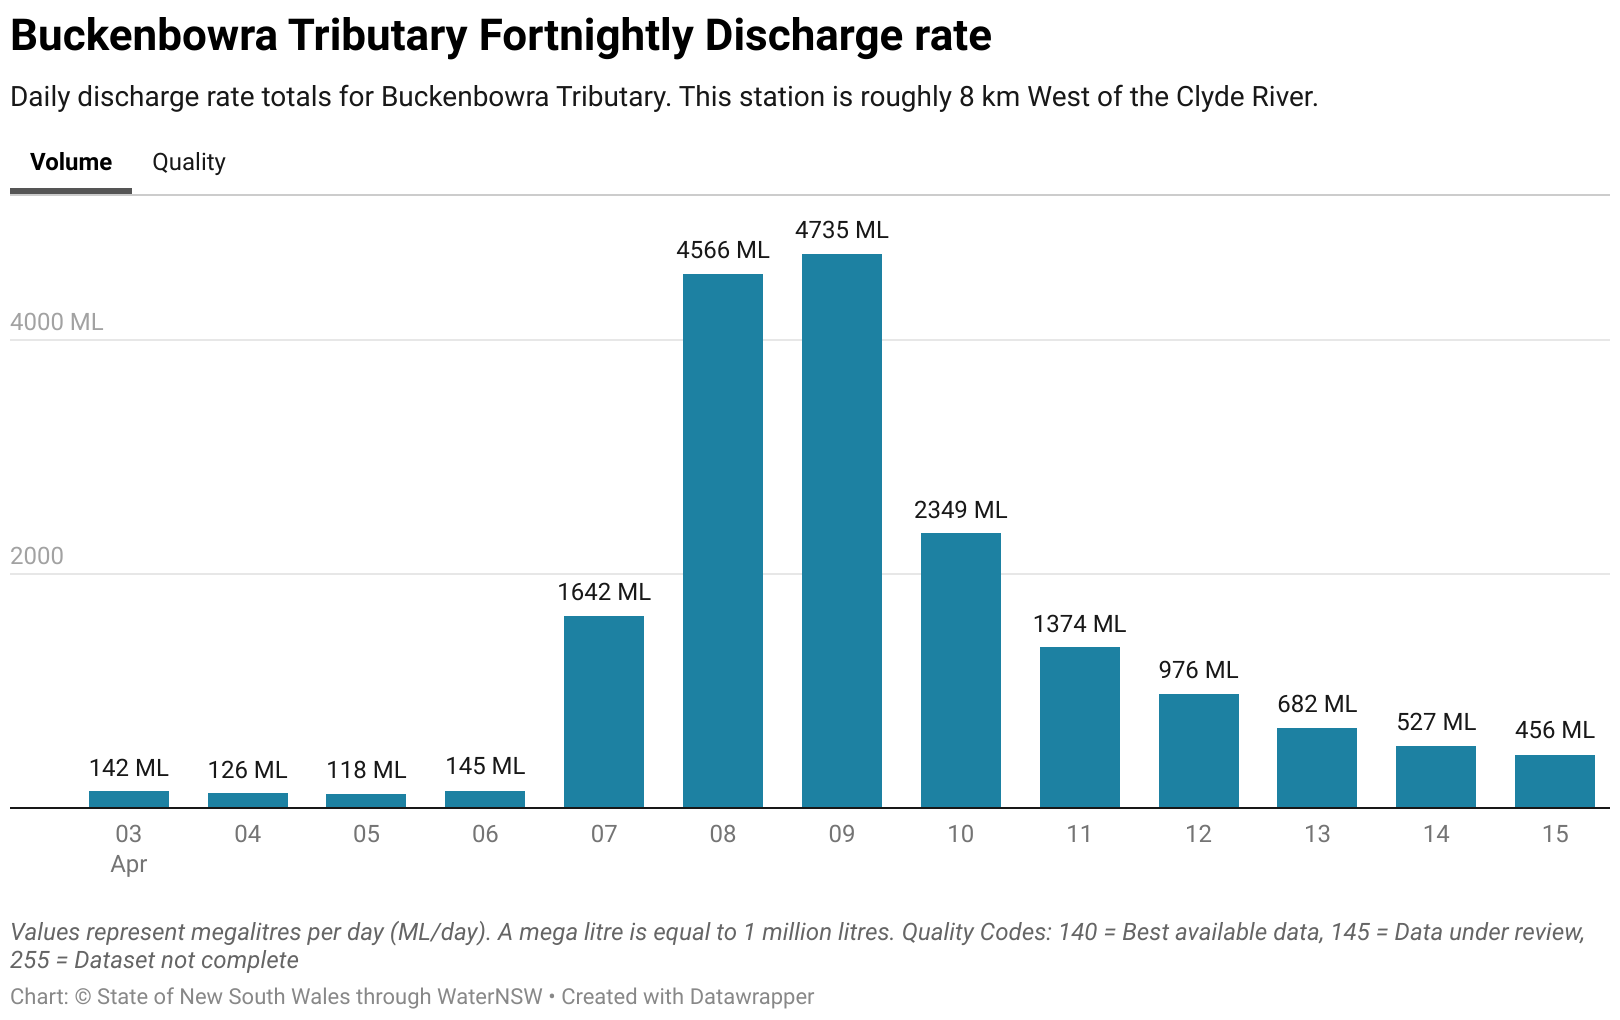 Buckenbowra Tributary Fortnightly Discharge rate
Daily discharge rate totals for Buckenbowra Tributary. This station is roughly 8 km West of the Clyde River.
Volume Quality
4735 ML
4566 ML
4000 ML
2349 ML
2000
1642 ML
1374 ML
976 ML
682 ML
527 ML
456 ML
142 ML 126 ML 118 ML 145 ML
03 04 05 06 07 08 09 10 11 12 13 14 15
Apr
Values represent megalitres per day (ML/day). A mega litre is equal to 1 million litres. Quality Codes: 140 = Best available data, 145 = Data under review,
255 = Dataset not complete
Chart: © State of New South Wales through WaterNSW • Created with Datawrapper